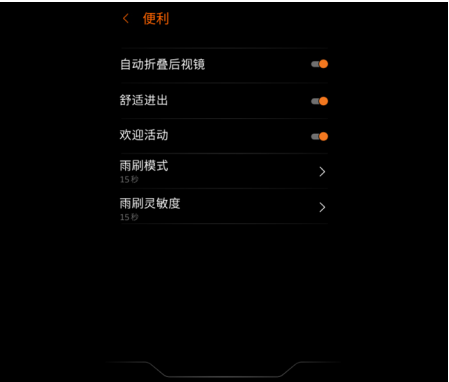 便利
自动折叠后视镜
舒适进出
欢迎活动
雨刷模式
15秒
雨刷灵敏度
15秒